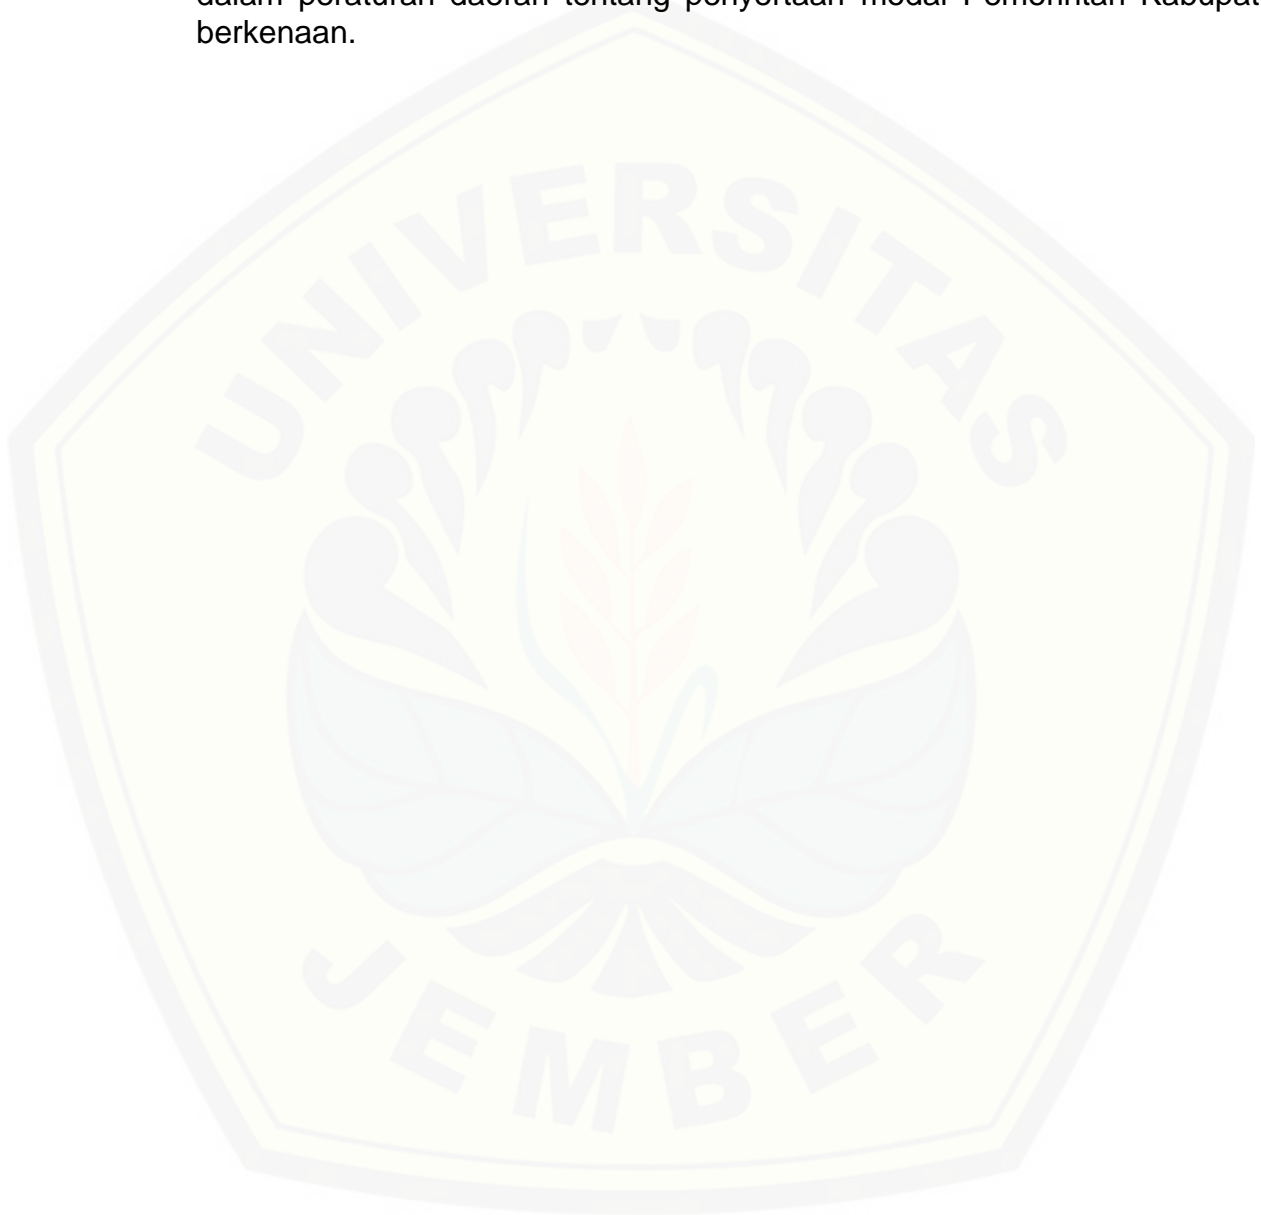 dalam peraturan daerah tentang penyertaan modal Pemerintah Kabupat
berkenaan.
UNIVERSITAS
JEMBER